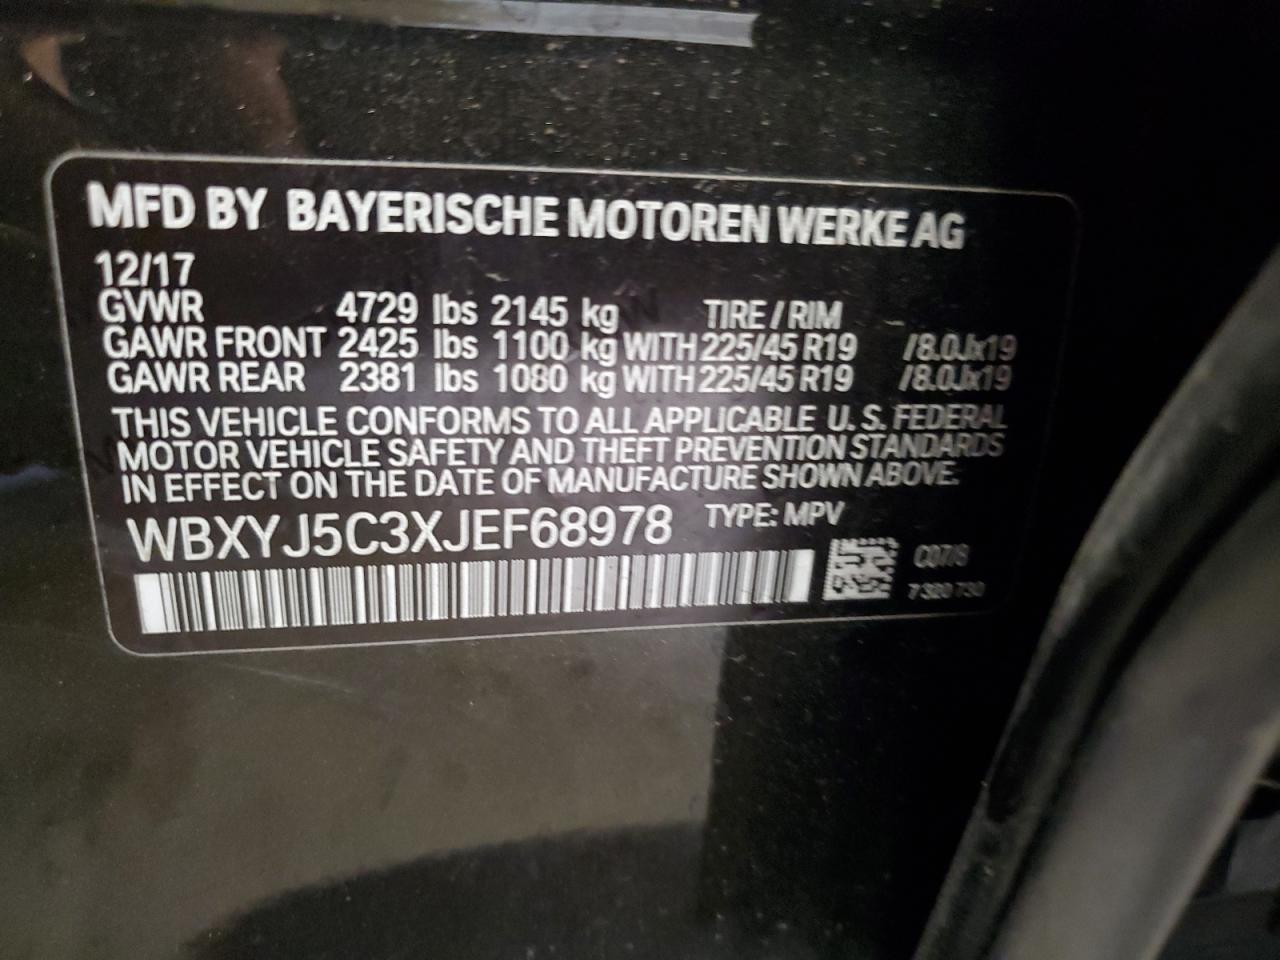 MFD BY BAYERISCHE MOTOREN WERKE AG
12/17
GVWR 4729 lbs 2145 kg TIRE / RIM
GAWR FRONT 2425 lbs 1100 kg WITH 225/45 R19 /8.0Jx19
GAWR REAR 2381 lbs 1080 kg WITH 225/45 R19 /8.0Jx19
THIS VEHICLE CONFORMS TO ALL APPLICABLE U. S. FEDERAL
MOTOR VEHICLE SAFETY AND THEFT PREVENTION STANDARDS
IN EFFECT ON THE DATE OF MANUFACTURE SHOWN ABOVE.
WBXYJ5C3XJEF68978 TYPE: MPV